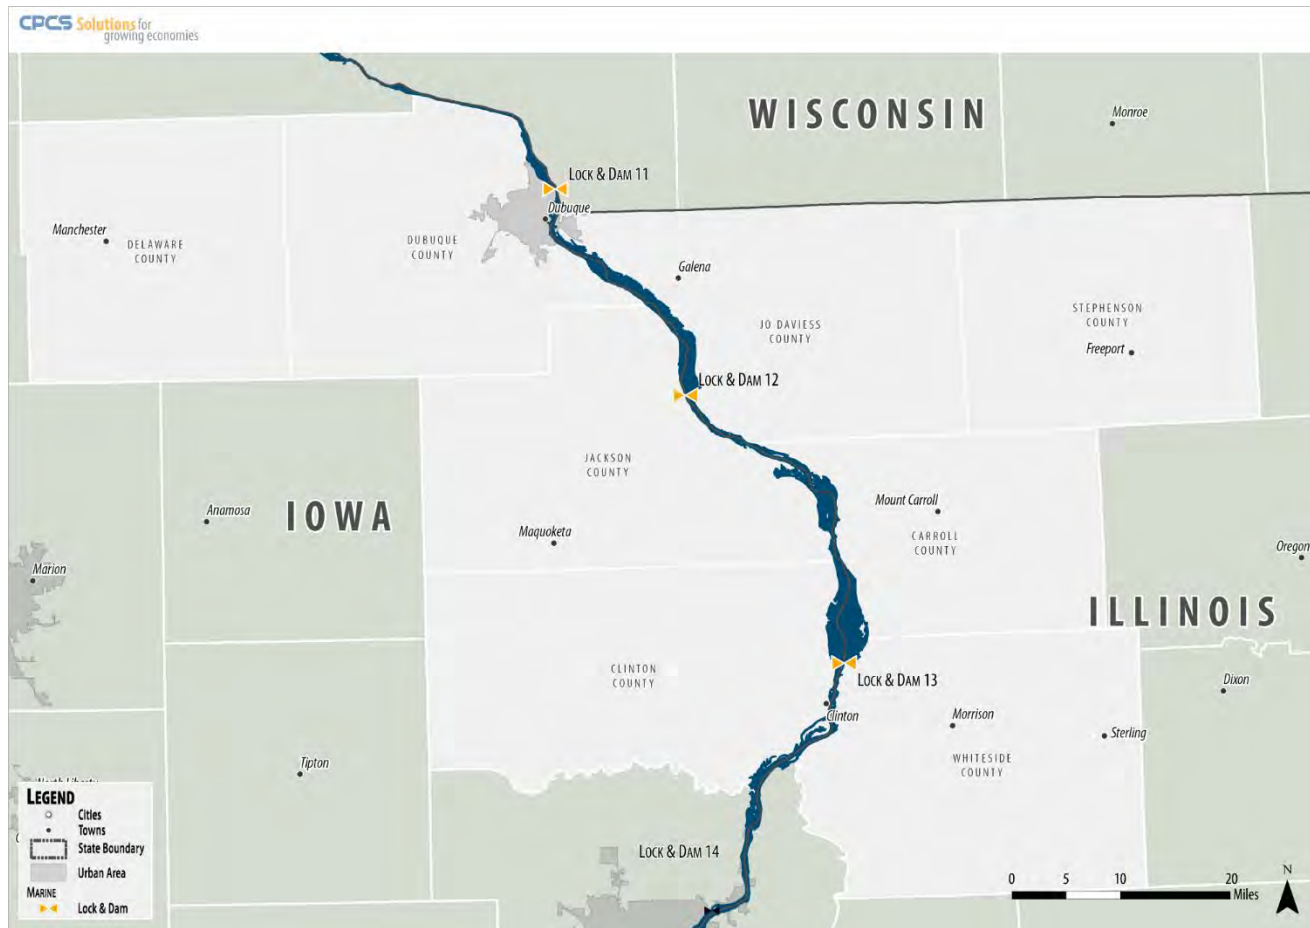 CPCS Solutions for
growing economies
WISCONSIN
Monroe
LOCK & DAM 11
Dubuque
Manchester
DELAWARE
COUNTY
DUBUQUE
COUNTY
Galena
JO DAVIESS
COUNTY
STEPHENSON
COUNTY
Freeport
LOCK & DAM 12
JACKSON
COUNTY
Anamosa
IOWA
Maquoketa
Mount Carroll
CARROLL
COUNTY
Oregon
Marion
ILLINOIS
CLINTON
COUNTY
LOCK & DAM 13
Dixon
Clinton
Morrison
Sterling
WHITESIDE
COUNTY
Tipton
LEGEND
Cities
Towns
State Boundary
Urban Area
MARINE
Lock & Dam
LOCK & DAM 14
0 5 10 20
Miles
N